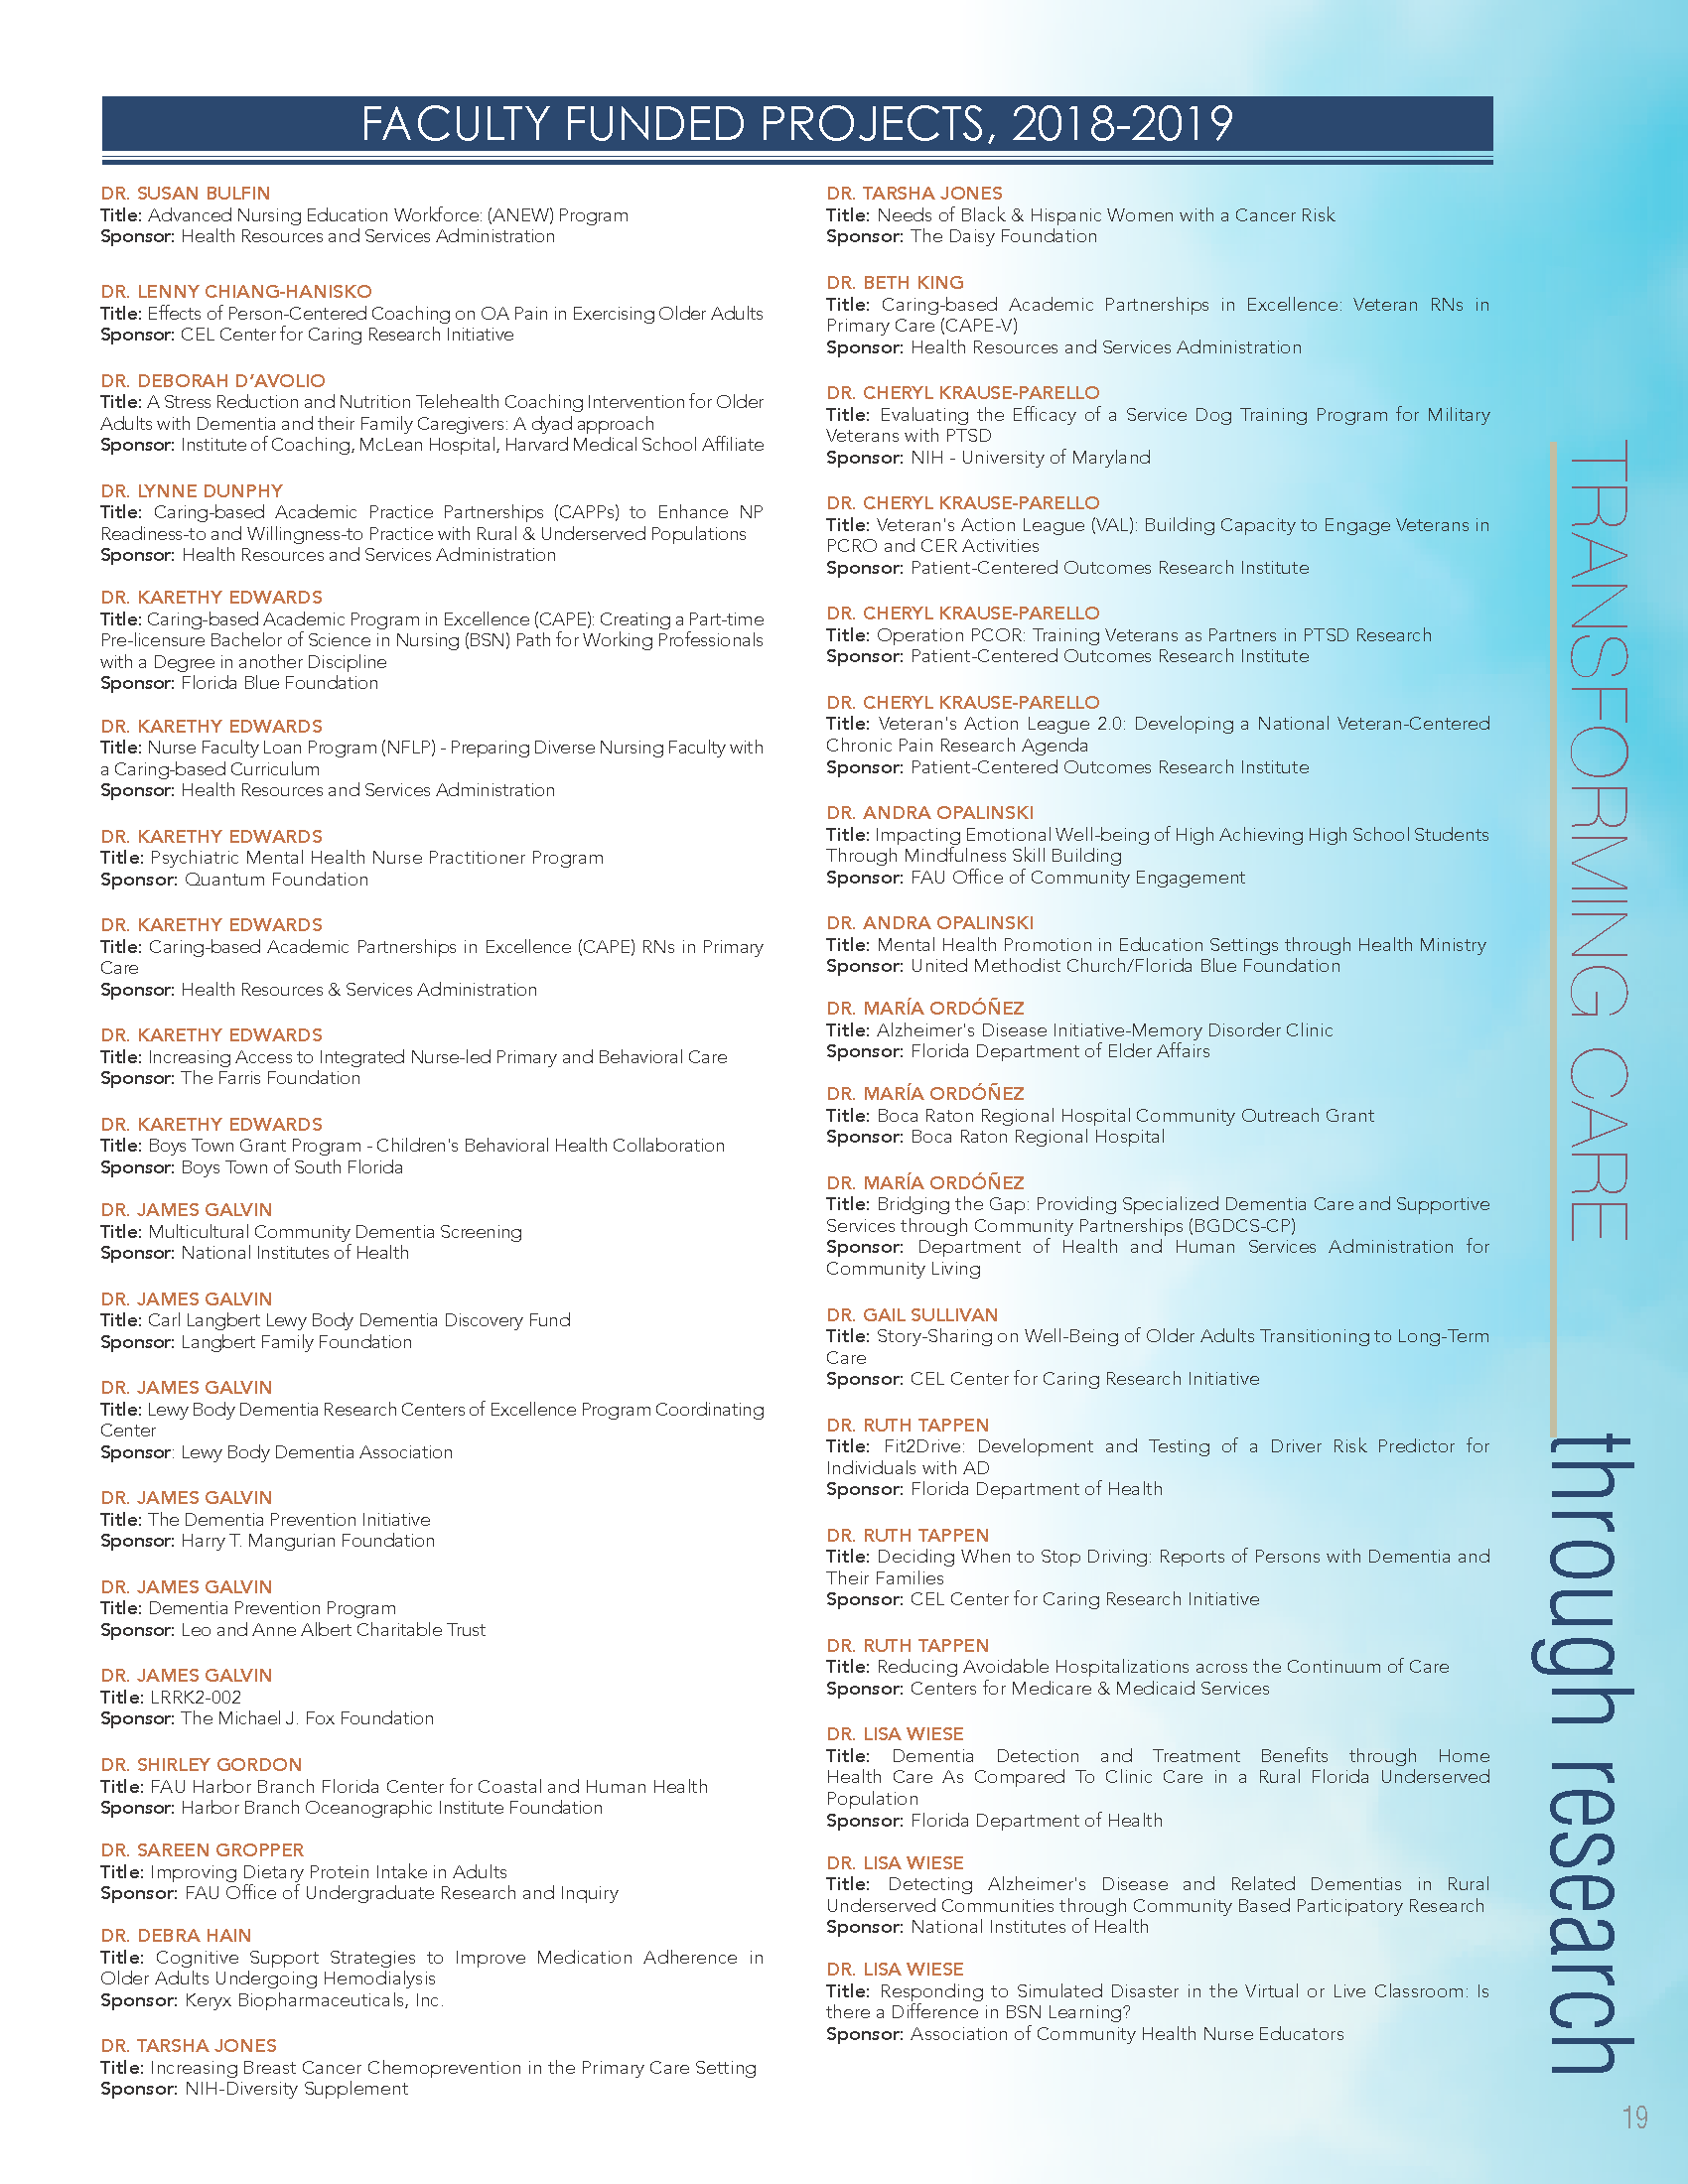 FACULTY FUNDED PROJECTS, 2018-2019
DR. SUSAN BULFIN
Title: Advanced Nursing Education Workforce: (ANEW) Program
Sponsor: Health Resources and Services Administration
DR. LENNY CHIANG-HANISKO
Title: Effects of Person-Centered Coaching on OA Pain in Exercising Older Adults
Sponsor: CEL Center for Caring Research Initiative
DR. DEBORAH D'AVOLIO
Title: A Stress Reduction and Nutrition Telehealth Coaching Intervention for Older
Adults with Dementia and their Family Caregivers: A dyad approach
Sponsor: Institute of Coaching, McLean Hospital, Harvard Medical School Affiliate
DR. LYNNE DUNPHY
Title: Caring-based Academic Practice Partnerships (CAPPs) to Enhance NP
Readiness-to and Willingness-to Practice with Rural & Underserved Populations
Sponsor: Health Resources and Services Administration
DR. KARETHY EDWARDS
Title: Caring-based Academic Program in Excellence (CAPE): Creating a Part-time
Pre-licensure Bachelor of Science in Nursing (BSN) Path for Working Professionals
with a Degree in another Discipline
Sponsor: Florida Blue Foundation
DR. KARETHY EDWARDS
Title: Nurse Faculty Loan Program (NFLP) - Preparing Diverse Nursing Faculty with
a Caring-based Curriculum
Sponsor: Health Resources and Services Administration
DR. KARETHY EDWARDS
Title: Psychiatric Mental Health Nurse Practitioner Program
Sponsor: Quantum Foundation
DR. KARETHY EDWARDS
Title: Caring-based Academic Partnerships in Excellence (CAPE) RNs in Primary
Care
Sponsor: Health Resources & Services Administration
DR. KARETHY EDWARDS
Title: Increasing Access to Integrated Nurse-led Primary and Behavioral Care
Sponsor: The Farris Foundation
DR. KARETHY EDWARDS
Title: Boys Town Grant Program - Children's Behavioral Health Collaboration
Sponsor: Boys Town of South Florida
DR. JAMES GALVIN
Title: Multicultural Community Dementia Screening
Sponsor: National Institutes of Health
DR. JAMES GALVIN
Title: Carl Langbert Lewy Body Dementia Discovery Fund
Sponsor: Langbert Family Foundation
DR. JAMES GALVIN
Title: Lewy Body Dementia Research Centers of Excellence Program Coordinating
Center
Sponsor: Lewy Body Dementia Association
DR. JAMES GALVIN
Title: The Dementia Prevention Initiative
Sponsor: Harry T. Mangurian Foundation
DR. JAMES GALVIN
Title: Dementia Prevention Program
Sponsor: Leo and Anne Albert Charitable Trust
DR. JAMES GALVIN
Title: LRRK2-002
Sponsor: The Michael J. Fox Foundation
DR. SHIRLEY GORDON
Title: FAU Harbor Branch Florida Center for Coastal and Human Health
Sponsor: Harbor Branch Oceanographic Institute Foundation
DR. SAREEN GROPPER
Title: Improving Dietary Protein Intake in Adults
Sponsor: FAU Office of Undergraduate Research and Inquiry
DR. DEBRA HAIN
Title: Cognitive Support Strategies to Improve Medication Adherence in
Older Adults Undergoing Hemodialysis
Sponsor: Keryx Biopharmaceuticals, Inc.
DR. TARSHA JONES
Title: Increasing Breast Cancer Chemoprevention in the Primary Care Setting
Sponsor: NIH-Diversity Supplement
DR. TARSHA JONES
Title: Needs of Black & Hispanic Women with a Cancer Risk
Sponsor: The Daisy Foundation
DR. BETH KING
Title: Caring-based Academic Partnerships in Excellence: Veteran RNs in
Primary Care (CAPE-V)
Sponsor: Health Resources and Services Administration
DR. CHERYL KRAUSE-PARELLO
Title: Evaluating the Efficacy of a Service Dog Training Program for Military
Veterans with PTSD
Sponsor: NIH - University of Maryland
DR. CHERYL KRAUSE-PARELLO
Title: Veteran's Action League (VAL): Building Capacity to Engage Veterans in
PCRO and CER Activities
Sponsor: Patient-Centered Outcomes Research Institute
DR. CHERYL KRAUSE-PARELLO
Title: Operation PCOR: Training Veterans as Partners in PTSD Research
Sponsor: Patient-Centered Outcomes Research Institute
DR. CHERYL KRAUSE-PARELLO
Title: Veteran's Action League 2.0: Developing a National Veteran-Centered
Chronic Pain Research Agenda
Sponsor: Patient-Centered Outcomes Research Institute
DR. ANDRA OPALINSKI
Title: Impacting Emotional Well-being of High Achieving High School Students
Through Mindfulness Skill Building
Sponsor: FAU Office of Community Engagement
DR. ANDRA OPALINSKI
Title: Mental Health Promotion in Education Settings through Health Ministry
Sponsor: United Methodist Church/Florida Blue Foundation
DR. MARÍA ORDÓÑEZ
Title: Alzheimer's Disease Initiative-Memory Disorder Clinic
Sponsor: Florida Department of Elder Affairs
DR. MARÍA ORDÓÑEZ
Title: Boca Raton Regional Hospital Community Outreach Grant
Sponsor: Boca Raton Regional Hospital
DR. MARÍA ORDÓÑEZ
Title: Bridging the Gap: Providing Specialized Dementia Care and Supportive
Services through Community Partnerships (BGDCS-CP)
Sponsor: Department of Health and Human Services Administration for
Community Living
DR. GAIL SULLIVAN
Title: Story-Sharing on Well-Being of Older Adults Transitioning to Long-Term
Care
Sponsor: CEL Center for Caring Research Initiative
DR. RUTH TAPPEN
Title: Fit2Drive: Development and Testing of a Driver Risk Predictor for
Individuals with AD
Sponsor: Florida Department of Health
DR. RUTH TAPPEN
Title: Deciding When to Stop Driving: Reports of Persons with Dementia and
Their Families
Sponsor: CEL Center for Caring Research Initiative
DR. RUTH TAPPEN
Title: Reducing Avoidable Hospitalizations across the Continuum of Care
Sponsor: Centers for Medicare & Medicaid Services
DR. LISA WIESE
Title: Dementia Detection and Treatment Benefits through Home
Health Care As Compared To Clinic Care in a Rural Florida Underserved
Population
Sponsor: Florida Department of Health
DR. LISA WIESE
Title: Detecting Alzheimer's Disease and Related Dementias in Rural
Underserved Communities through Community Based Participatory Research
Sponsor: National Institutes of Health
DR. LISA WIESE
Title: Responding to Simulated Disaster in the Virtual or Live Classroom: Is
there a Difference in BSN Learning?
Sponsor: Association of Community Health Nurse Educators
TRANSFORMING CARE
through research
19